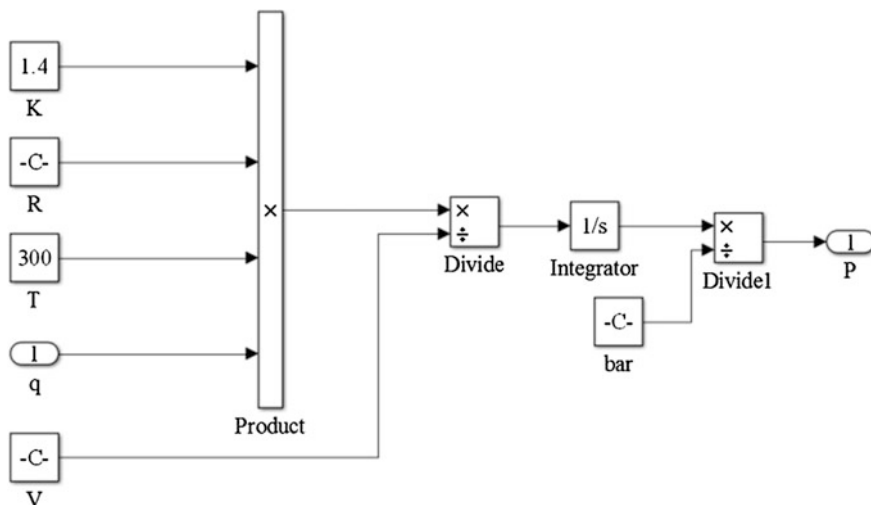 1.4
K
-C-
R
300
T
1
q
-C-
V
×
Product
×
÷
Divide
1/s
Integrator
-C-
bar
×
÷
Divide1
1
P